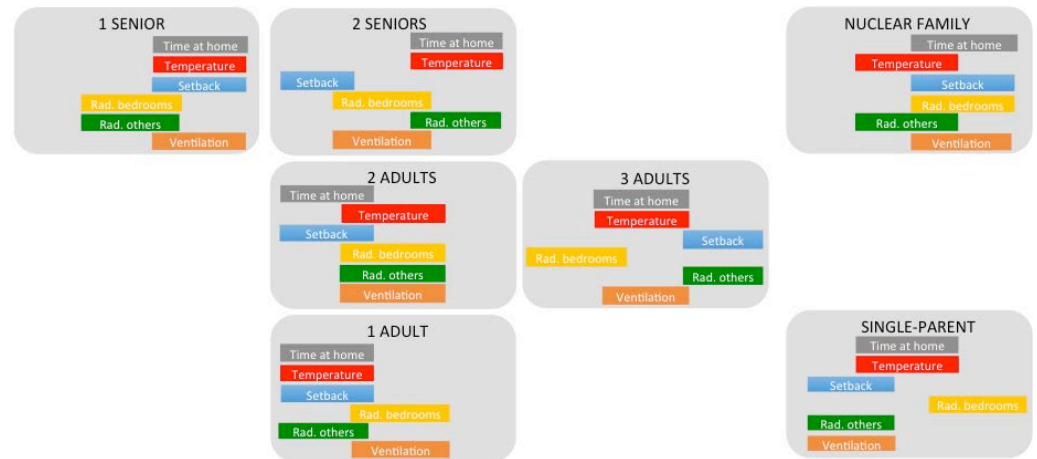 1 SENIOR
Time at home
Temperature
Setback
Rad. bedrooms
Rad. others
Ventilation
2 SENIORS
Time at home
Temperature
Setback
Rad. bedrooms
Rad. others
Ventilation
NUCLEAR FAMILY
Time at home
Temperature
Setback
Rad. bedrooms
Rad. others
Ventilation
2 ADULTS
Time at home
Temperature
Setback
Rad. bedrooms
Rad. others
Ventilation
3 ADULTS
Time at home
Temperature
Setback
Rad. bedrooms
Rad. others
Ventilation
1 ADULT
Time at home
Temperature
Setback
Rad. bedrooms
Rad. others
Ventilation
SINGLE-PARENT
Time at home
Temperature
Setback
Rad. bedrooms
Rad. others
Ventilation